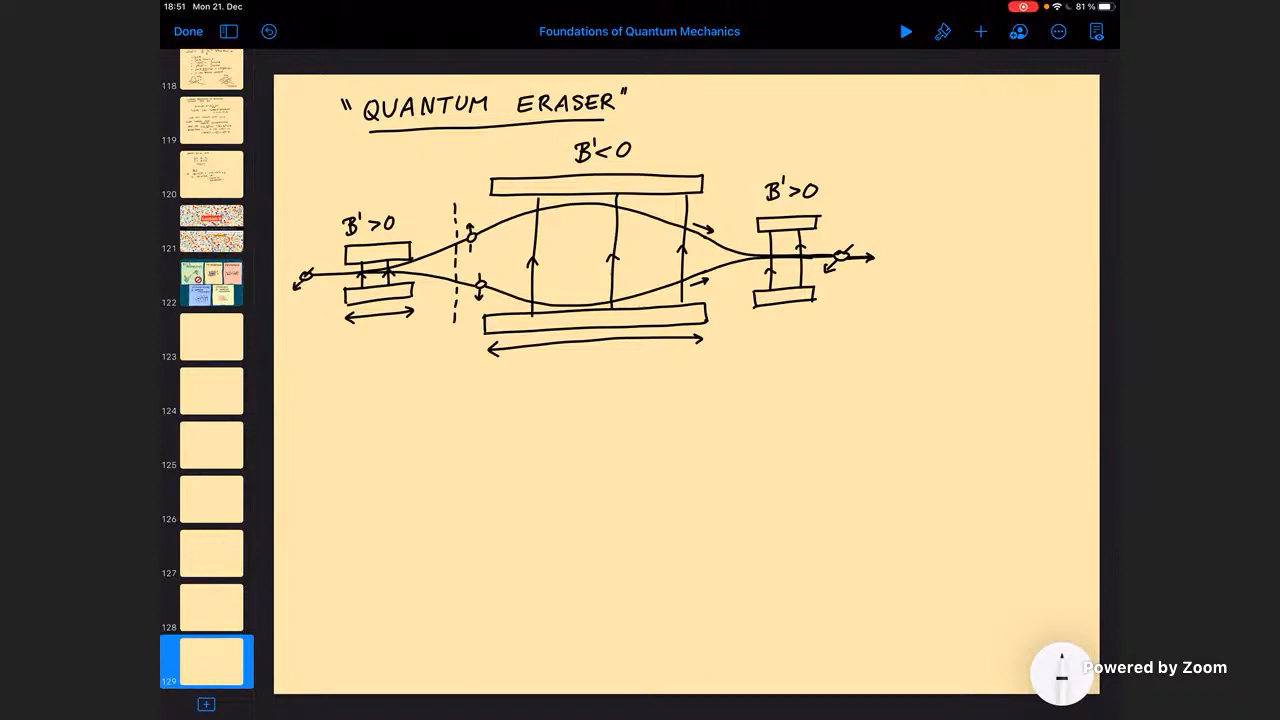 18:51 Mon 21. Dec
81 %
Done
Foundations of Quantum Mechanics
118
119
120
121
122
123
124
125
126
127
128
129
"QUANTUM ERASER"
B'<0
B'>0
B'>0
Powered by Zoom